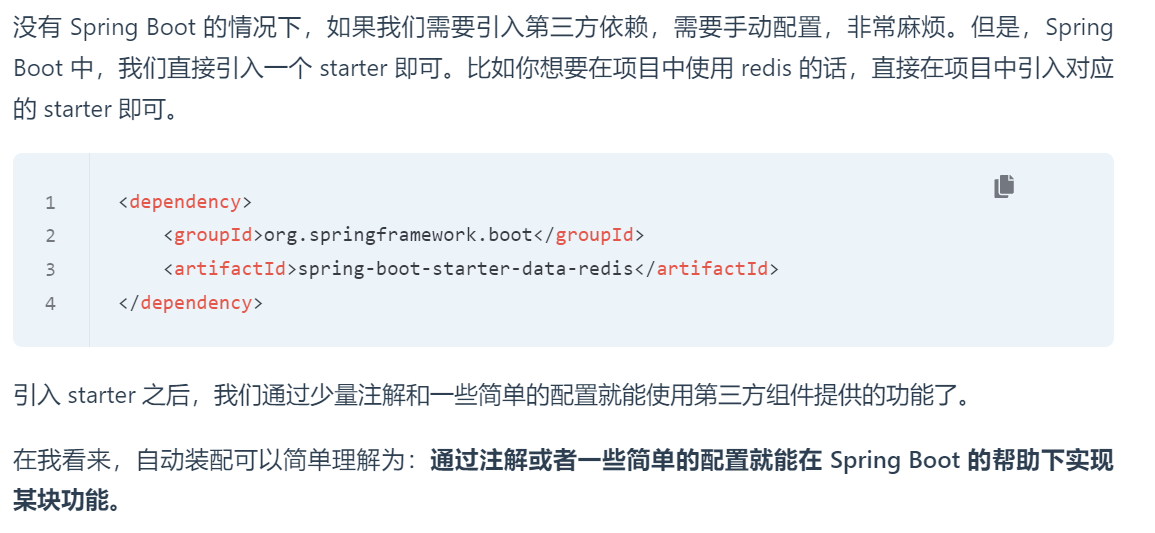 没有 Spring Boot 的情况下，如果我们需要引入第三方依赖，需要手动配置，非常麻烦。但是，Spring
Boot 中，我们直接引入一个 starter 即可。比如你想要在项目中使用 redis 的话，直接在项目中引入对应
的 starter 即可。
1 <dependency>
2     <groupId>org.springframework.boot</groupId>
3     <artifactId>spring-boot-starter-data-redis</artifactId>
4 </dependency>
引入 starter 之后，我们通过少量注解和一些简单的配置就能使用第三方组件提供的功能了。
在我看来，自动装配可以简单理解为：通过注解或者一些简单的配置就能在 Spring Boot 的帮助下实现
某块功能。